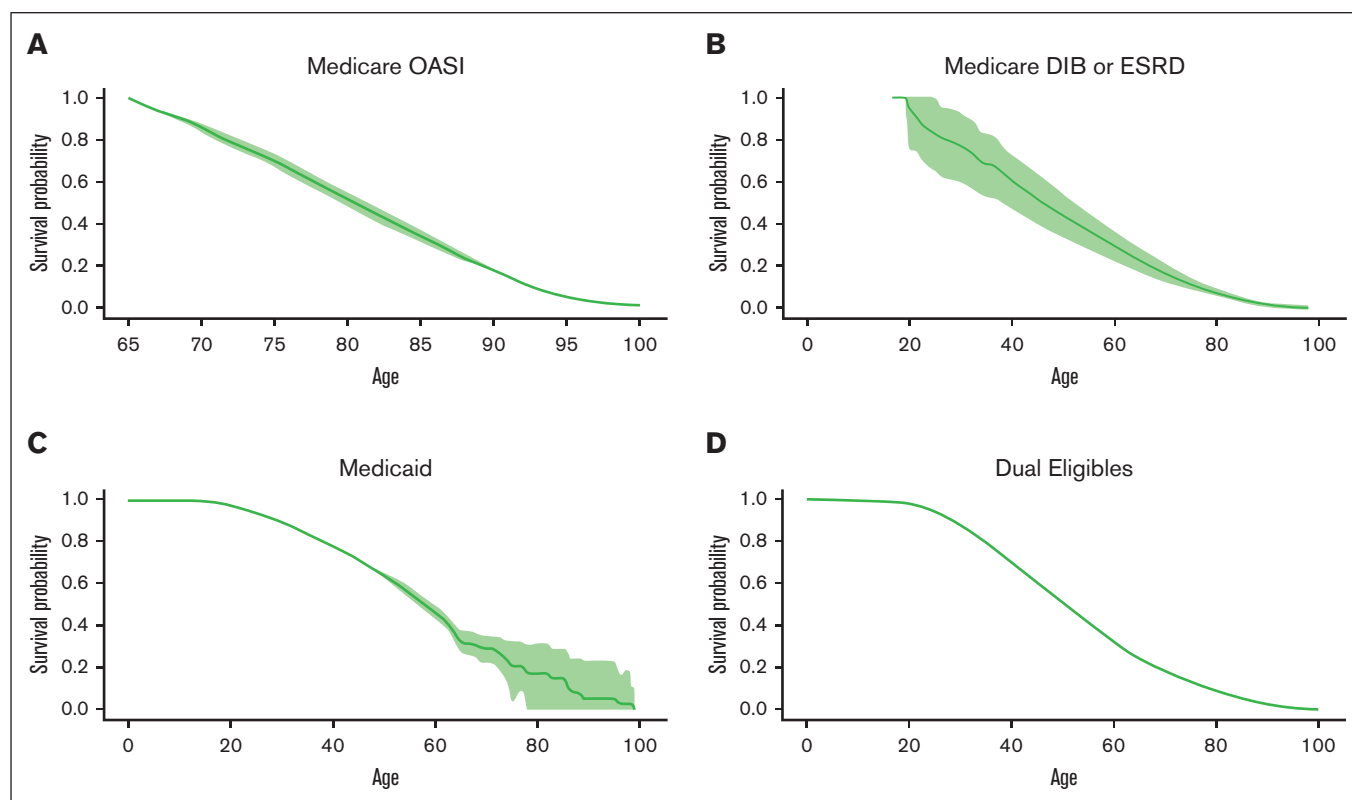 A
Medicare OASI
Survival probability
1.0
0.8
0.6
0.4
0.2
0.0
65 70 75 80 85 90 95 100
Age
B
Medicare DIB or ESRD
Survival probability
1.0
0.8
0.6
0.4
0.2
0.0
0 20 40 60 80 100
Age
C
Medicaid
Survival probability
1.0
0.8
0.6
0.4
0.2
0.0
0 20 40 60 80 100
Age
D
Dual Eligibles
Survival probability
1.0
0.8
0.6
0.4
0.2
0.0
0 20 40 60 80 100
Age